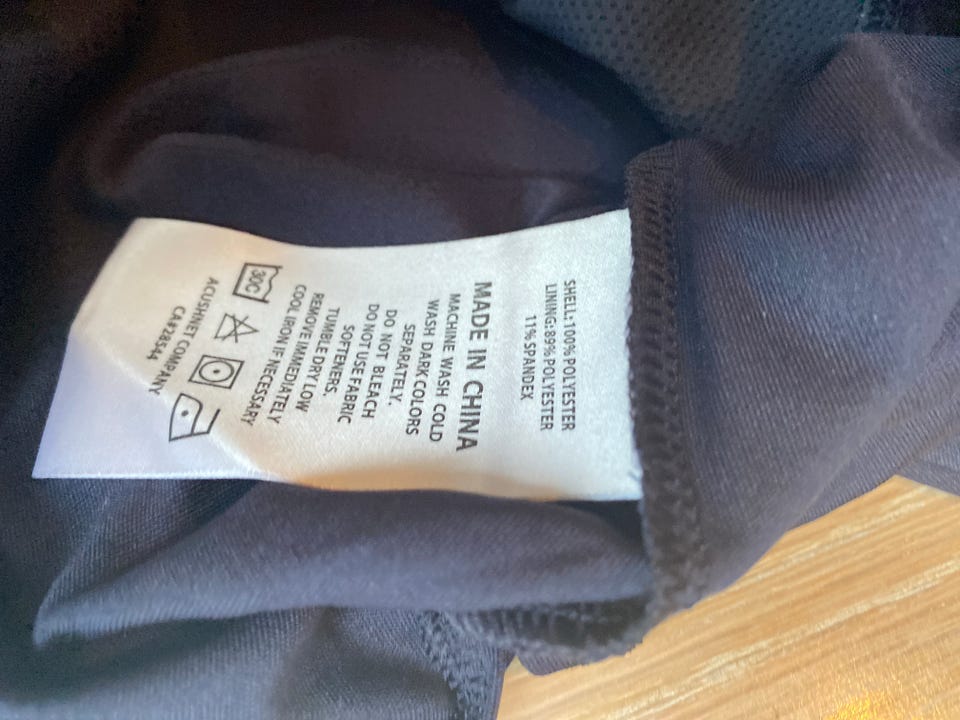 SHELL: 100% POLYESTER
LINING: 89% POLYESTER
11% SPANDEX
MADE IN CHINA
MACHINE WASH COLD
WASH DARK COLORS
SEPARATELY.
DO NOT BLEACH
DO NOT USE FABRIC
SOFTENERS.
TUMBLE DRY LOW
REMOVE IMMEDIATELY
COOL IRON IF NECESSARY
30C
ACUSHNET COMPANY
CA#28544